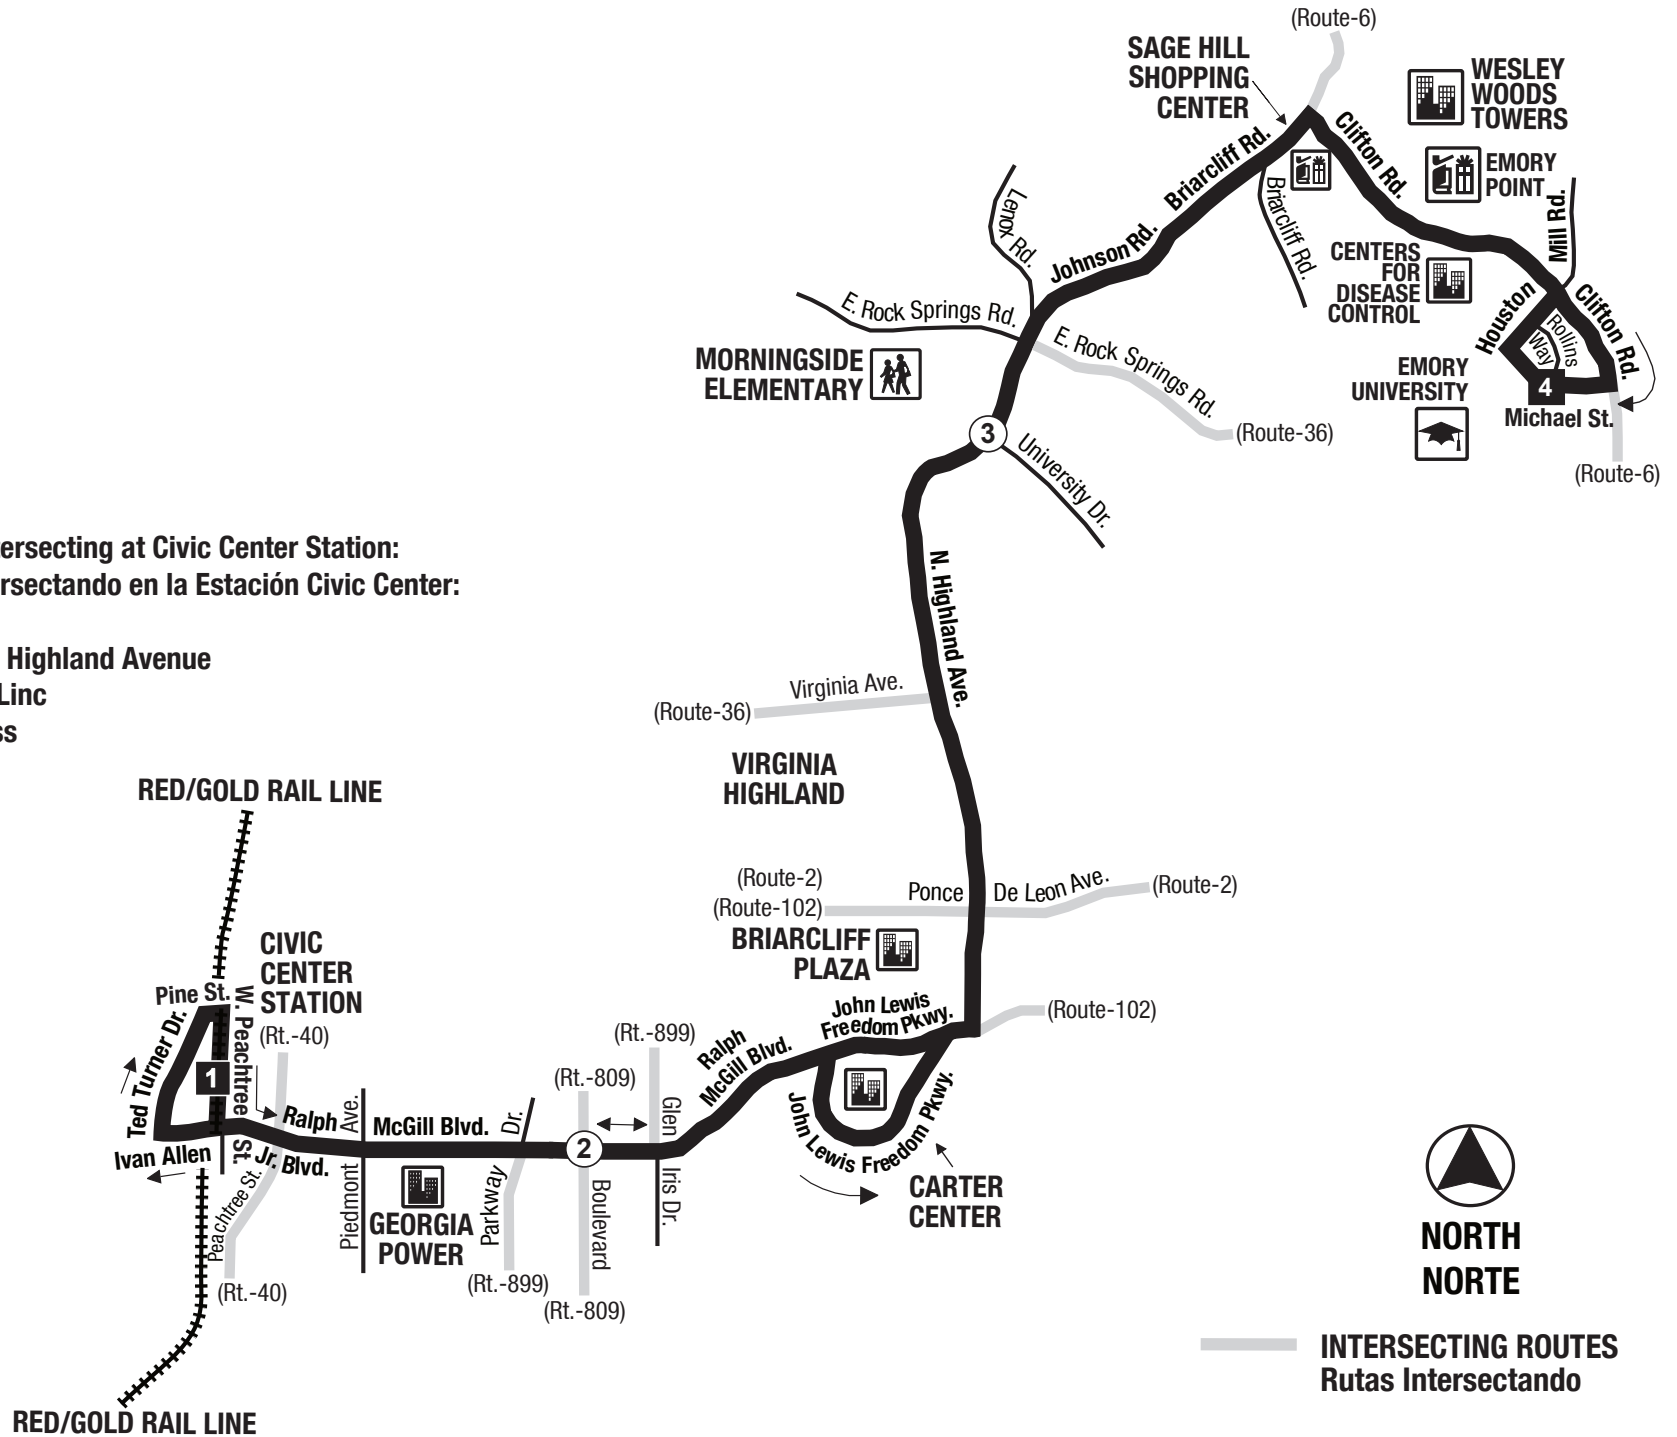 (Route-6)
SAGE HILL
SHOPPING
CENTER
WESLEY
WOODS
TOWERS
EMORY
POINT
Clifton Rd.
Briarcliff Rd.
Briarcliff Rd.
Mill Rd.
Lenox Rd.
Johnson Rd.
CENTERS
FOR
DISEASE
CONTROL
Houston
Clifton Rd.
Rollins
Way
E. Rock Springs Rd.
E. Rock Springs Rd.
MORNINGSIDE
ELEMENTARY
EMORY
UNIVERSITY
4
Michael St.
(Route-36)
(Route-6)
3
University Dr.
N. Highland Ave.
ersecting at Civic Center Station:
rsectando en la Estación Civic Center:
Highland Avenue
Linc
ss
Virginia Ave.
(Route-36)
VIRGINIA
HIGHLAND
RED/GOLD RAIL LINE
(Route-2)
(Route-102)
Ponce De Leon Ave.
(Route-2)
BRIARCLIFF
PLAZA
CIVIC
CENTER
STATION
Pine St.
W. Peachtree St.
Ted Turner Dr.
(Rt.-40)
1
John Lewis
Freedom Pkwy.
(Route-102)
(Rt.-899)
(Rt.-809)
Ralph
McGill Blvd.
Ralph McGill Blvd.
Ivan Allen Jr. Blvd.
Piedmont Ave.
Parkway Dr.
2
Glen Iris Dr.
Boulevard
John Lewis Freedom Pkwy.
CARTER
CENTER
Peachtree St.
GEORGIA
POWER
(Rt.-40)
(Rt.-899)
(Rt.-809)
RED/GOLD RAIL LINE
NORTH
NORTE
INTERSECTING ROUTES
Rutas Intersectando